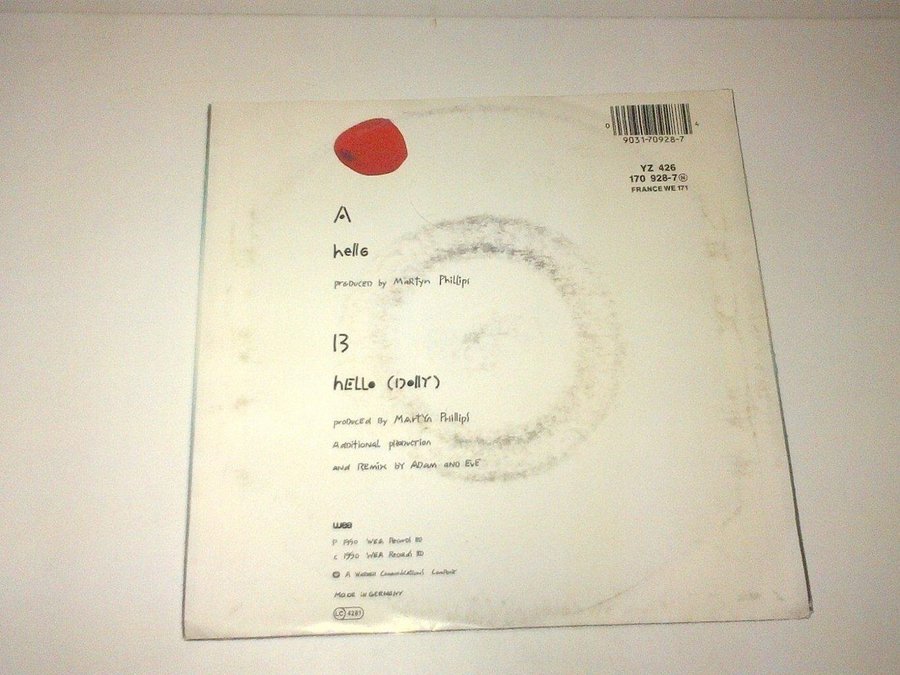 0 4
9031-70928-7
YZ 426
170 928-7 Ⓝ
FRANCE WE 171
A
hello
produced by Martyn Phillips
B
hELLo (DollY)
produced By Martyn Phillips
Additional production
and REmix by ADam and EvE
wea
P 1990 WEA Records
C 1990 WEA Records
A Warner Communications Company
MADE in GERMANY
LC 4281